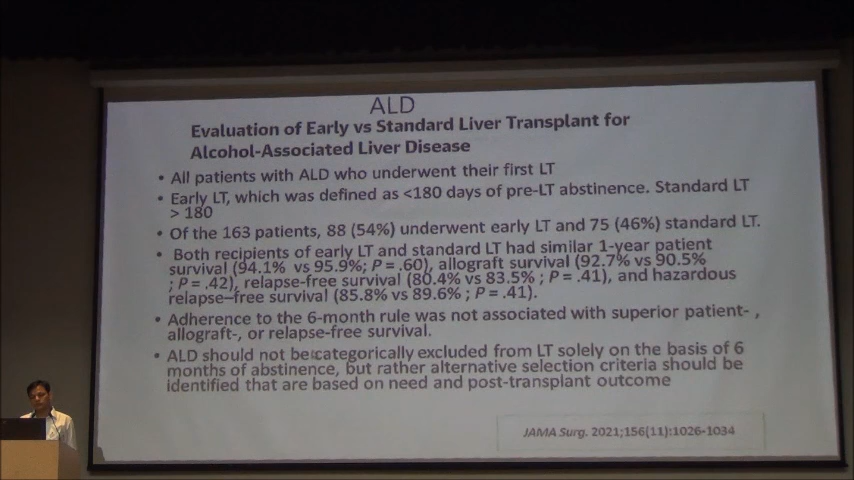 ALD
Evaluation of Early vs Standard Liver Transplant for
Alcohol-Associated Liver Disease
• All patients with ALD who underwent their first LT
• Early LT, which was defined as <180 days of pre-LT abstinence. Standard LT
> 180
• Of the 163 patients, 88 (54%) underwent early LT and 75 (46%) standard LT.
• Both recipients of early LT and standard LT had similar 1-year patient
survival (94.1% vs 95.9%; P = .60), allograft survival (92.7% vs 90.5%
; P = .42), relapse-free survival (80.4% vs 83.5% ; P = .41), and hazardous
relapse–free survival (85.8% vs 89.6% ; P = .41).
• Adherence to the 6-month rule was not associated with superior patient- ,
allograft-, or relapse-free survival.
• ALD should not be categorically excluded from LT solely on the basis of 6
months of abstinence, but rather alternative selection criteria should be
identified that are based on need and post-transplant outcome
JAMA Surg. 2021;156(11):1026-1034